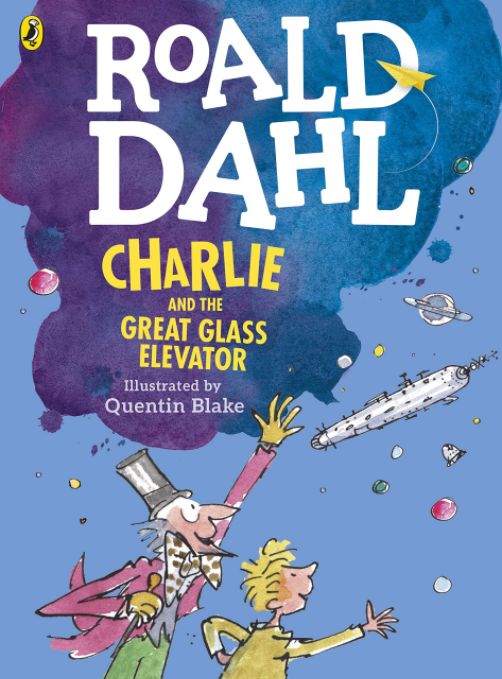 ROALD
DAHL
CHARLIE
AND THE
GREAT GLASS
ELEVATOR
Illustrated by
Quentin Blake